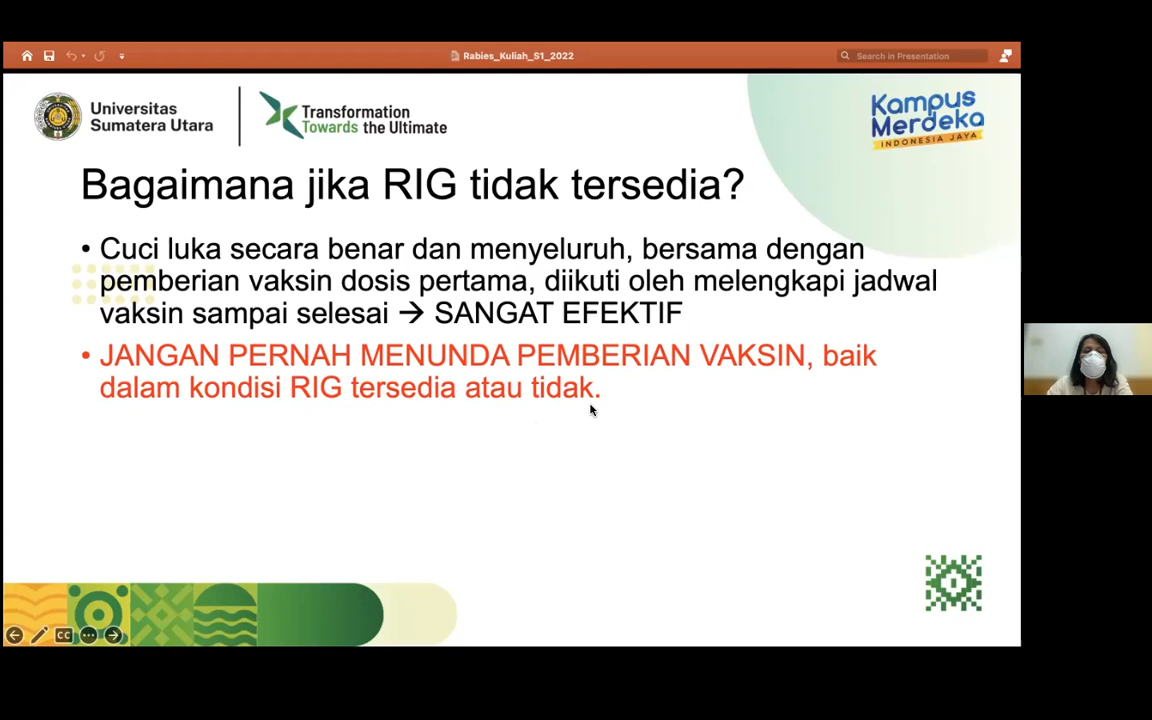 Rabies_Kuliah_S1_2022
Search in Presentation
Universitas
Sumatera Utara
Transformation
Towards the Ultimate
Kampus
Merdeka
INDONESIA JAYA
Bagaimana jika RIG tidak tersedia?
• Cuci luka secara benar dan menyeluruh, bersama dengan
pemberian vaksin dosis pertama, diikuti oleh melengkapi jadwal
vaksin sampai selesai → SANGAT EFEKTIF
• JANGAN PERNAH MENUNDA PEMBERIAN VAKSIN, baik
dalam kondisi RIG tersedia atau tidak.
CC